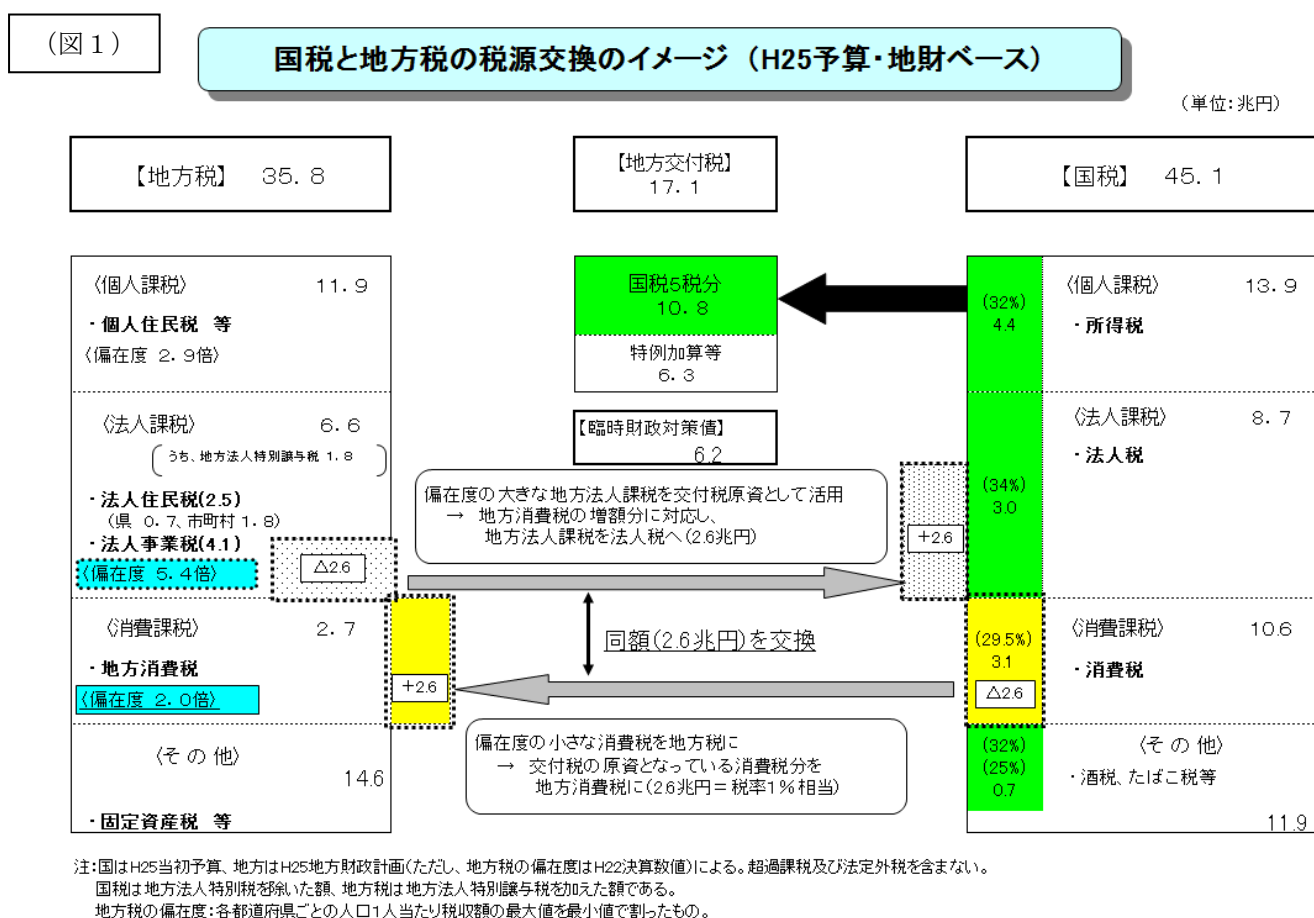 （図１）
国税と地方税の税源交換のイメージ（H25予算・地財ベース）
（単位：兆円）
【地方税】　３５．８
【地方交付税】
１７．１
【国税】　４５．１
〈個人課税〉　１１．９
・個人住民税　等
〈偏在度　２．９倍〉
〈法人課税〉　６．６
うち、地方法人特別譲与税　１．８
・法人住民税(2.5)
（県　０．７、市町村１．８）
・法人事業税(4.1)
〈偏在度　５．４倍〉
△2.6
〈消費課税〉　２．７
・地方消費税
〈偏在度　２．０倍〉
+2.6
〈その他〉
14.6
・固定資産税　等
国税5税分
１０．８
特例加算等
６．３
【臨時財政対策債】
6.2
偏在度の大きな地方法人課税を交付税原資として活用
→　地方消費税の増額分に対応し、
地方法人課税を法人税へ(2.6兆円)
+2.6
同額(2.6兆円)を交換
偏在度の小さな消費税を地方税に
→　交付税の原資となっている消費税分を
地方消費税に(2.6兆円＝税率1％相当)
(32%)
4.4
〈個人課税〉　１３．９
・所得税
(34%)
3.0
〈法人課税〉　８．７
・法人税
(29.5%)
3.1
△2.6
〈消費課税〉　10.6
・消費税
(32%)
(25%)
0.7
〈その他〉
・酒税、たばこ税等
11.9
注：国はH25当初予算、地方はH25地方財政計画(ただし、地方税の偏在度はH22決算数値)による。超過課税及び法定外税を含まない。
国税は地方法人特別税を除いた額、地方税は地方法人特別譲与税を加えた額である。
地方税の偏在度：各都道府県ごとの人口1人当たり税収額の最大値を最小値で割ったもの。